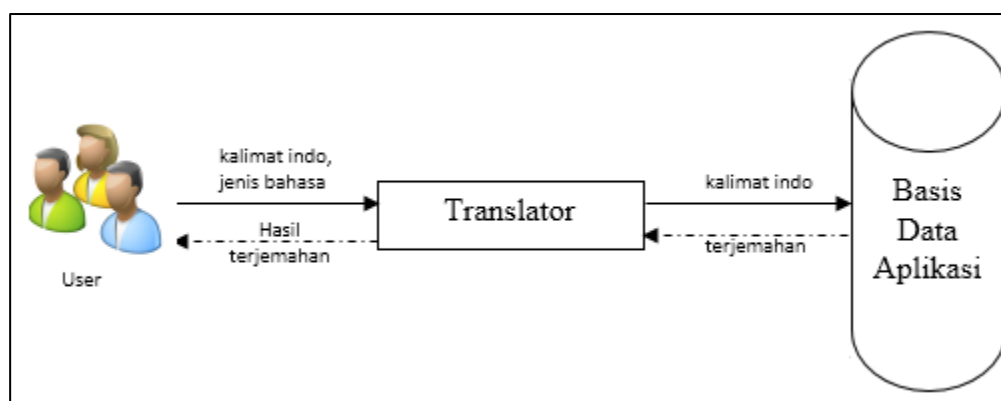 kalimat indo,
jenis bahasa
Hasil
terjemahan
User
Translator
kalimat indo
terjemahan
Basis
Data
Aplikasi